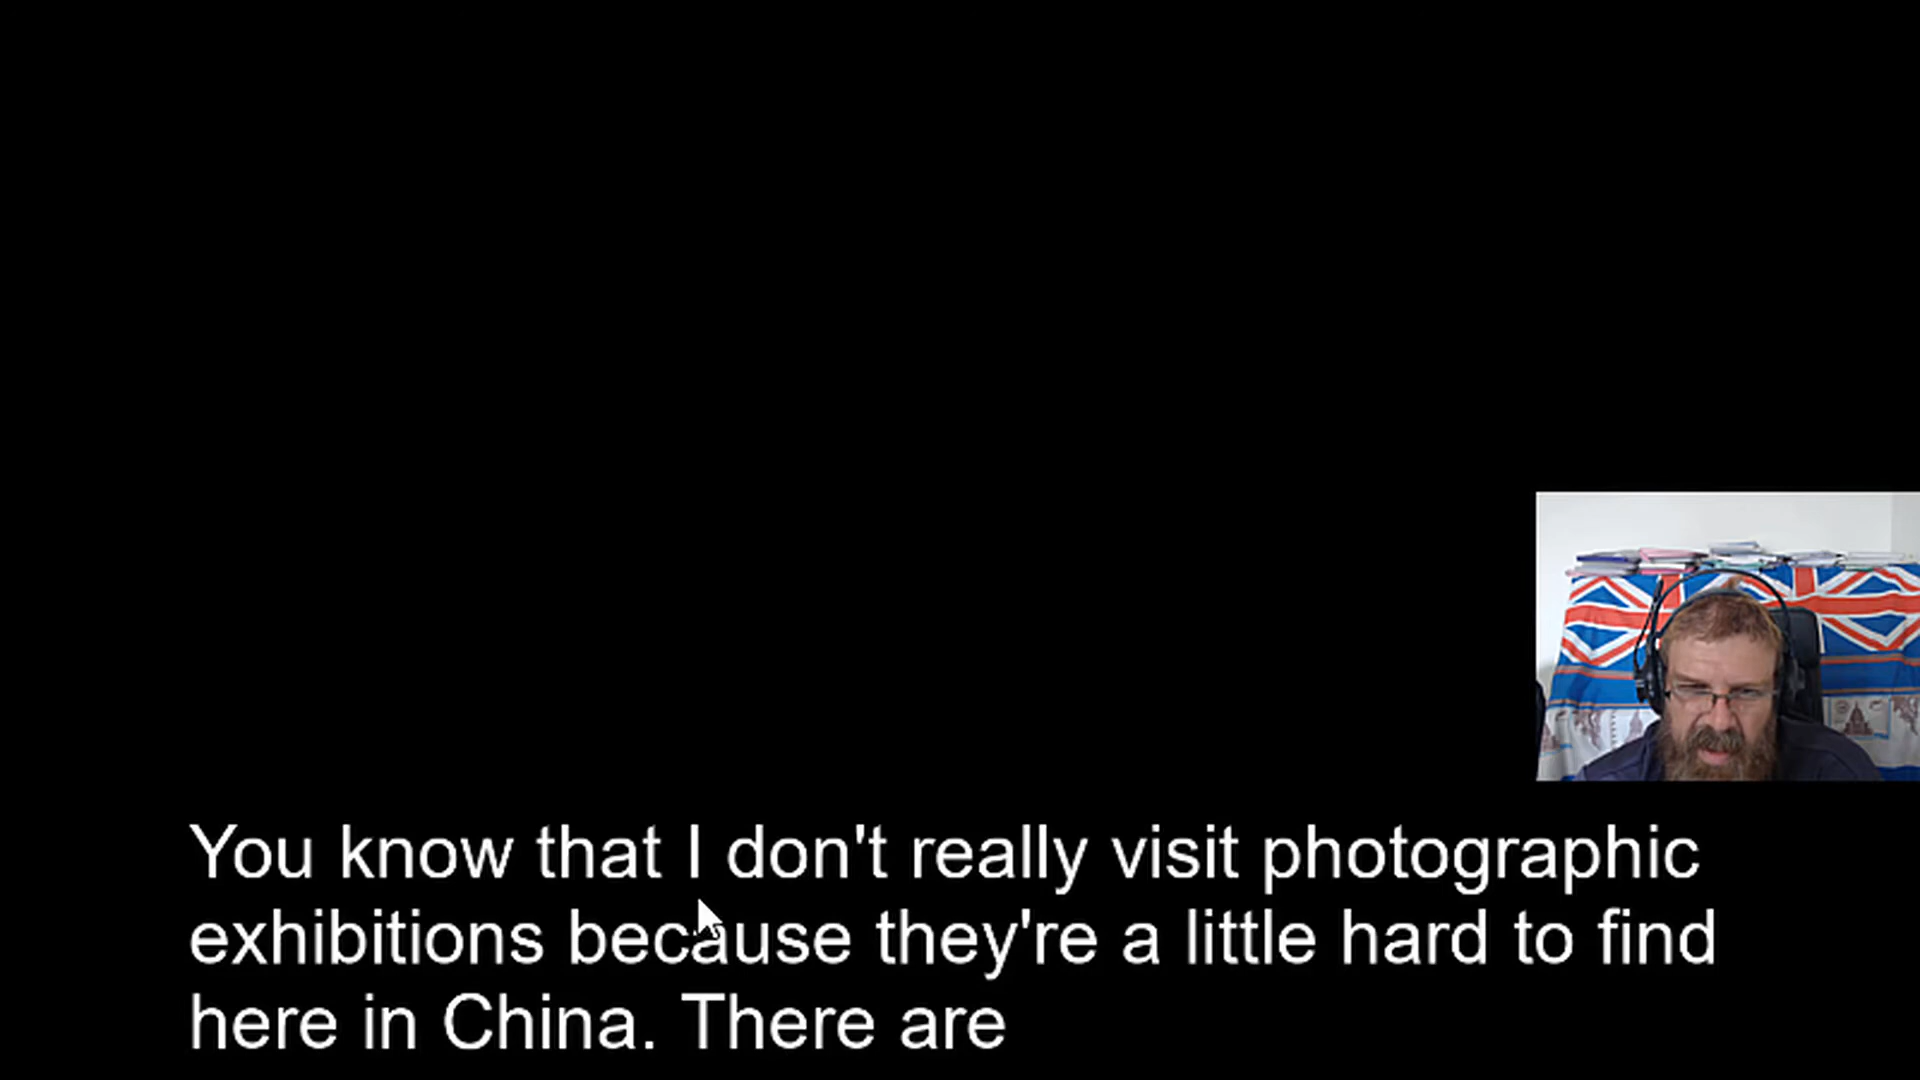 You know that I don't really visit photographic
exhibitions because they're a little hard to find
here in China. There are